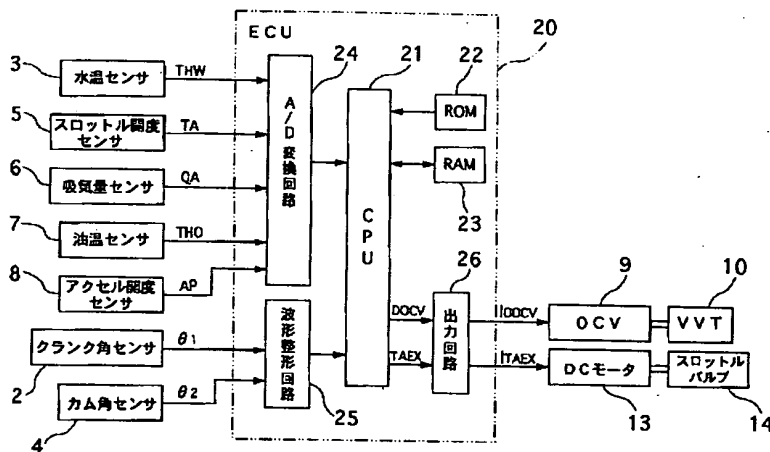 ECU
20
3
水温センサ
THW
24
21
22
5
スロットル開度
センサ
TA
A/D変換回路
ROM
6
吸気量センサ
QA
RAM
23
7
油温センサ
THO
CPU
8
アクセル開度
センサ
AP
26
9
10
DOCV
出力回路
IDOCV
OCV
VVT
クランク角センサ
θ1
波形整形回路
TAEX
ITAEX
DCモータ
スロットル
バルブ
2
カム角センサ
θ2
25
13
14
4